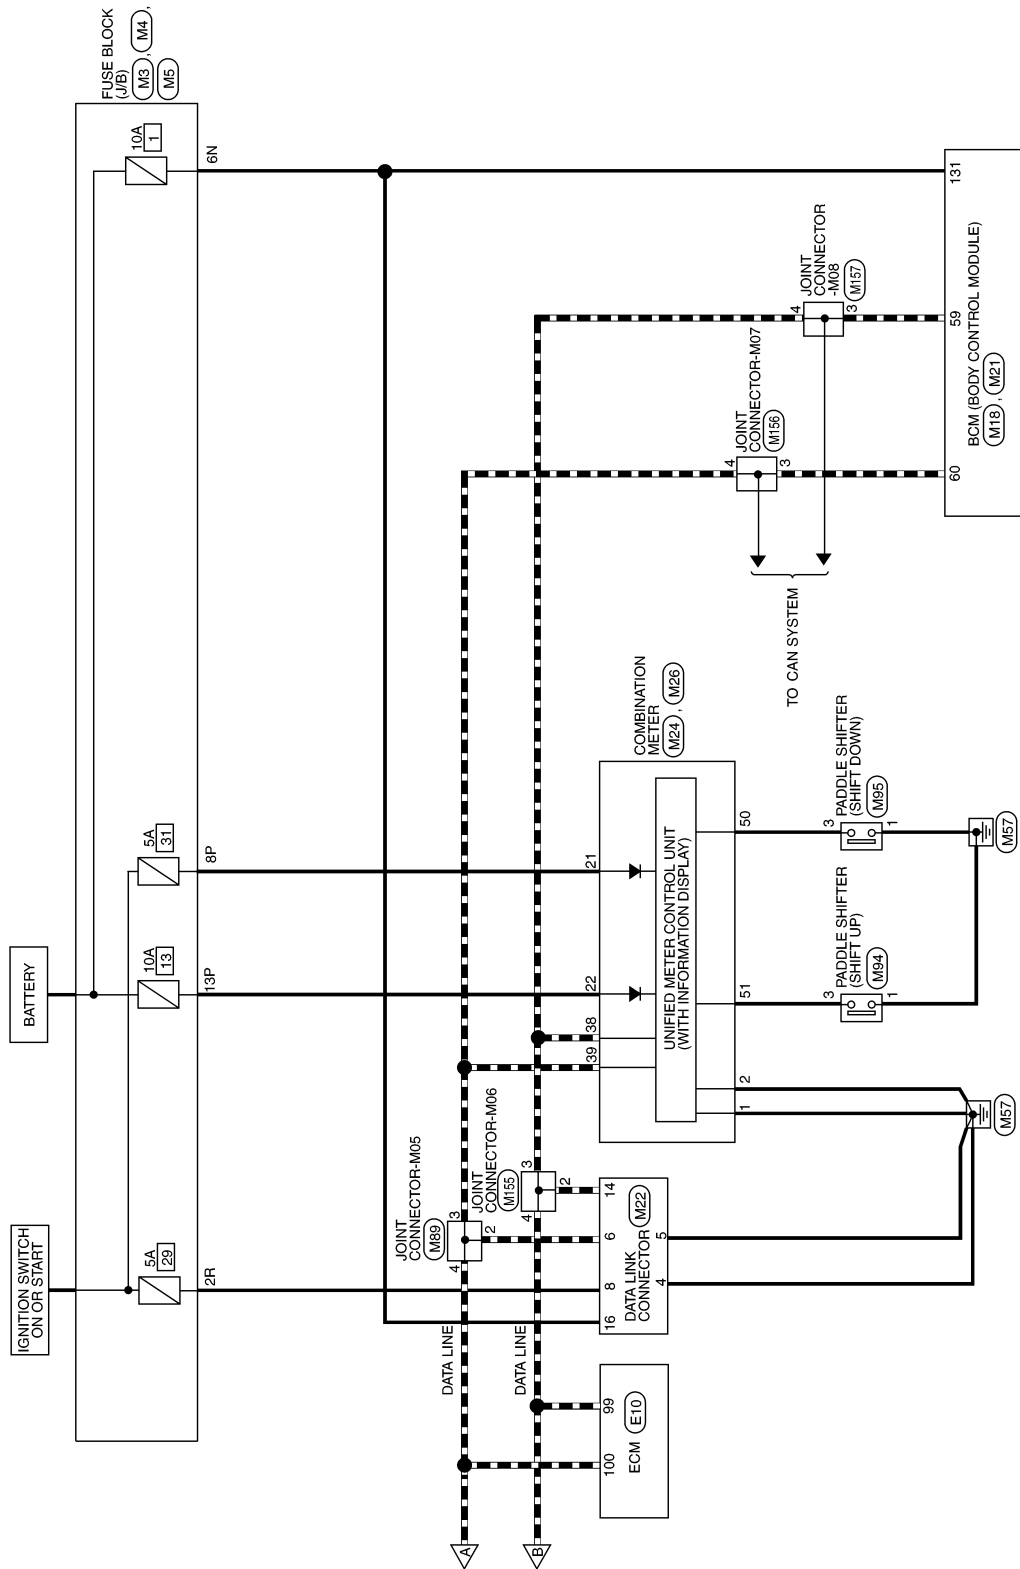 IGNITION SWITCH
ON OR START
BATTERY
FUSE BLOCK
(J/B)
M3 , M4 ,
M5
5A
29
10A
13
5A
31
10A
1
2R
13P
8P
6N
A
DATA LINE
B
DATA LINE
JOINT
CONNECTOR-M05
M89
4
3
2
JOINT
CONNECTOR-M06
M155
4
3
2
JOINT
CONNECTOR-M07
M156
4
3
JOINT
CONNECTOR
-M08
M157
4
3
TO CAN SYSTEM
100
99
ECM
E10
16
8
6
14
DATA LINK
CONNECTOR
M22
4
5
COMBINATION
METER
M24 , M26
39
38
22
21
UNIFIED METER CONTROL UNIT
(WITH INFORMATION DISPLAY)
1
2
51
50
PADDLE SHIFTER
(SHIFT UP)
M94
3
1
PADDLE SHIFTER
(SHIFT DOWN)
M95
3
1
M57
M57
60
59
131
BCM (BODY CONTROL MODULE)
M18 , M21